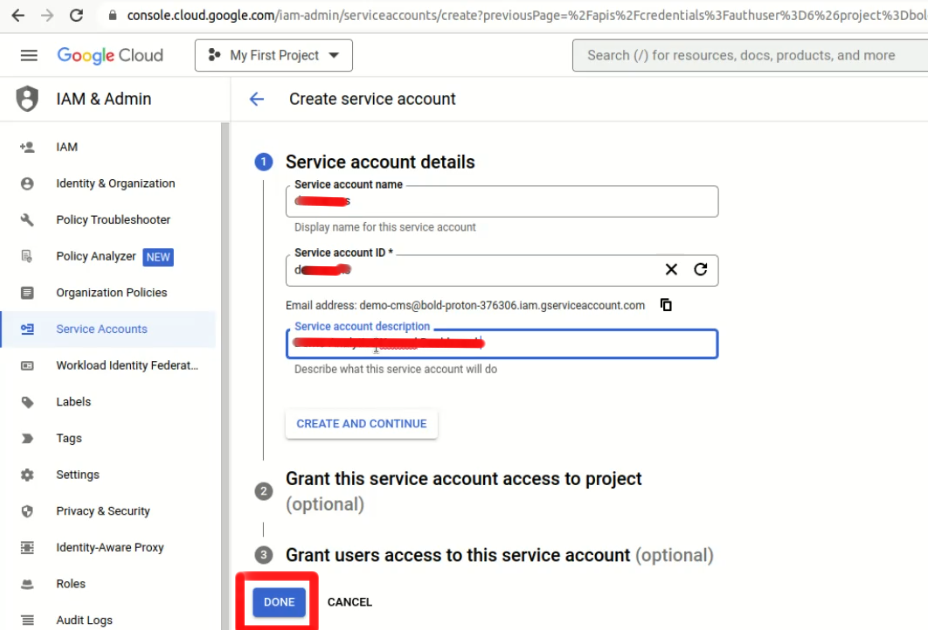 console.cloud.google.com/iam-admin/serviceaccounts/create?previousPage=%2Fapis%2Fcredentials%3Fauthuser%3D6%26project%3Dbol
Google Cloud
My First Project
Search (/) for resources, docs, products, and more
IAM & Admin
Create service account
IAM
Identity & Organization
Policy Troubleshooter
Policy Analyzer NEW
Organization Policies
Service Accounts
Workload Identity Federat...
Labels
Tags
Settings
Privacy & Security
Identity-Aware Proxy
Roles
Audit Logs
1 Service account details
Service account name
Display name for this service account
Service account ID *
Email address: demo-cms@bold-proton-376306.iam.gserviceaccount.com
Service account description
Describe what this service account will do
CREATE AND CONTINUE
2 Grant this service account access to project
(optional)
3 Grant users access to this service account (optional)
DONE
CANCEL